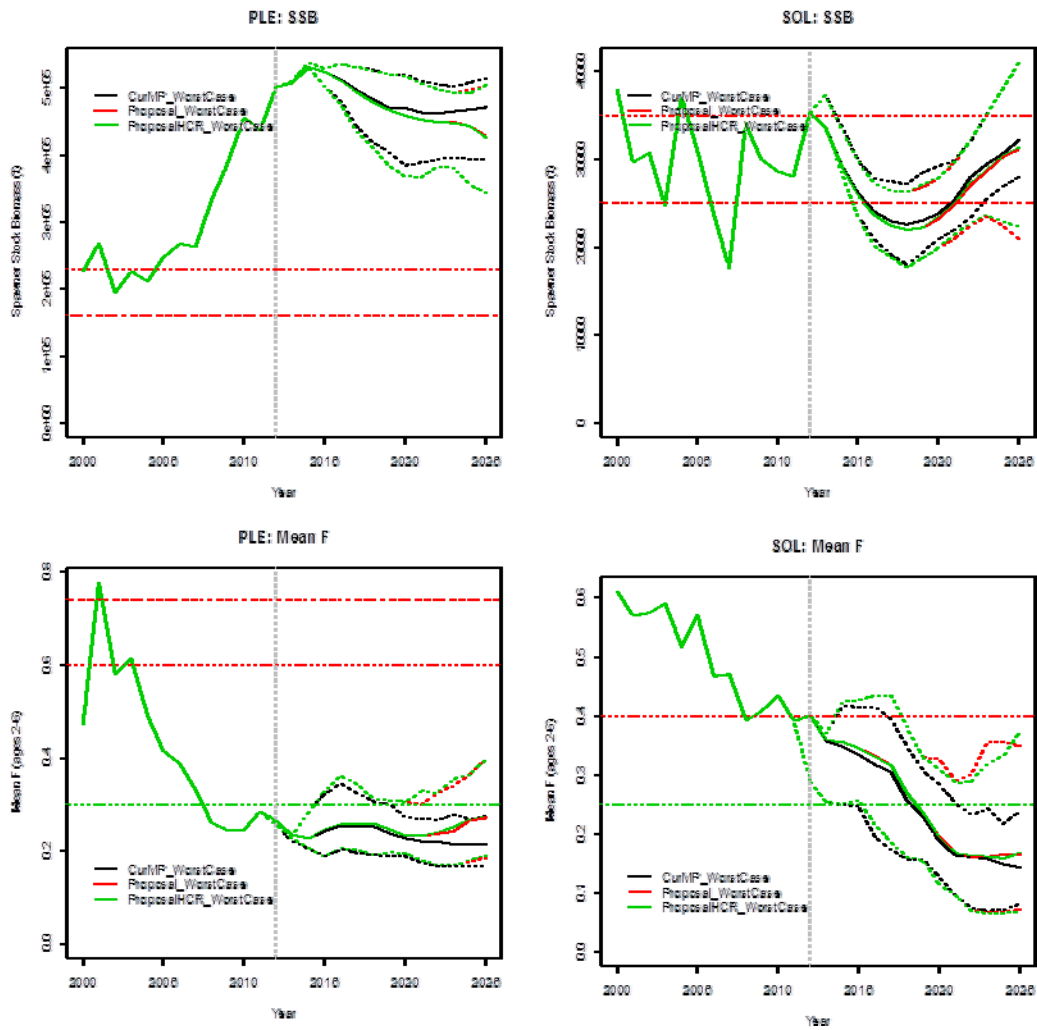 PLE: SSB
Spawner Stock Biomass (t)
0e+00
1e+05
2e+05
3e+05
4e+05
5e+05
CurMP_WorstCase
Proposal_WorstCase
ProposalHCR_WorstCase
2000
2005
2010
2015
2020
2025
Year
SOL: SSB
Spawner Stock Biomass (t)
0
10000
20000
30000
40000
CurMP_WorstCase
Proposal_WorstCase
ProposalHCR_WorstCase
2000
2005
2010
2015
2020
2025
Year
PLE: Mean F
Mean F (ages 2-6)
0.0
0.2
0.4
0.6
0.8
CurMP_WorstCase
Proposal_WorstCase
ProposalHCR_WorstCase
2000
2005
2010
2015
2020
2025
Year
SOL: Mean F
Mean F (ages 2-6)
0.0
0.1
0.2
0.3
0.4
0.5
0.6
CurMP_WorstCase
Proposal_WorstCase
ProposalHCR_WorstCase
2000
2005
2010
2015
2020
2025
Year